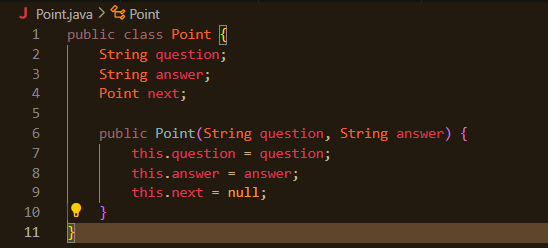 J Point.java > Point
1 public class Point {
2     String question;
3     String answer;
4     Point next;
5
6     public Point(String question, String answer) {
7         this.question = question;
8         this.answer = answer;
9         this.next = null;
10     }
11 }